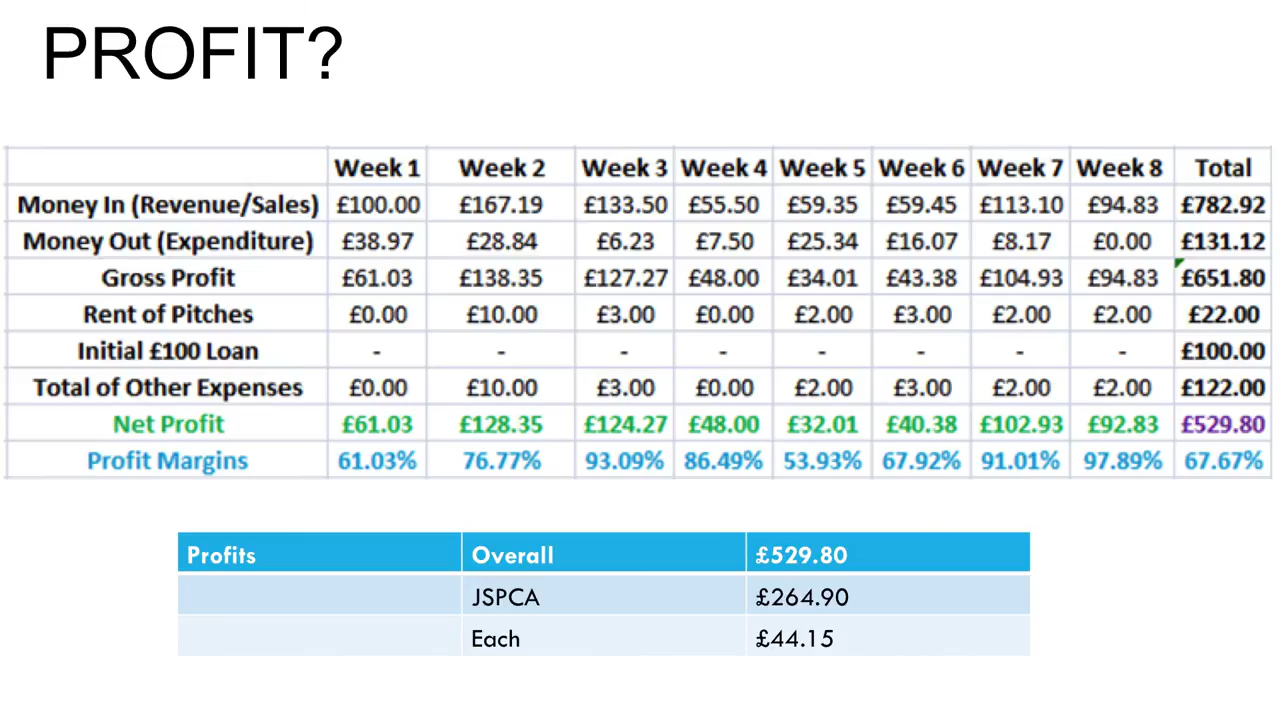 PROFIT?
Week 1 Week 2 Week 3 Week 4 Week 5 Week 6 Week 7 Week 8 Total
Money In (Revenue/Sales) £100.00 £167.19 £133.50 £55.50 £59.35 £59.45 £113.10 £94.83 £782.92
Money Out (Expenditure) £38.97 £28.84 £6.23 £7.50 £25.34 £16.07 £8.17 £0.00 £131.12
Gross Profit £61.03 £138.35 £127.27 £48.00 £34.01 £43.38 £104.93 £94.83 £651.80
Rent of Pitches £0.00 £10.00 £3.00 £0.00 £2.00 £3.00 £2.00 £2.00 £22.00
Initial £100 Loan - - - - - - - - £100.00
Total of Other Expenses £0.00 £10.00 £3.00 £0.00 £2.00 £3.00 £2.00 £2.00 £122.00
Net Profit £61.03 £128.35 £124.27 £48.00 £32.01 £40.38 £102.93 £92.83 £529.80
Profit Margins 61.03% 76.77% 93.09% 86.49% 53.93% 67.92% 91.01% 97.89% 67.67%
Profits Overall £529.80
JSPCA £264.90
Each £44.15